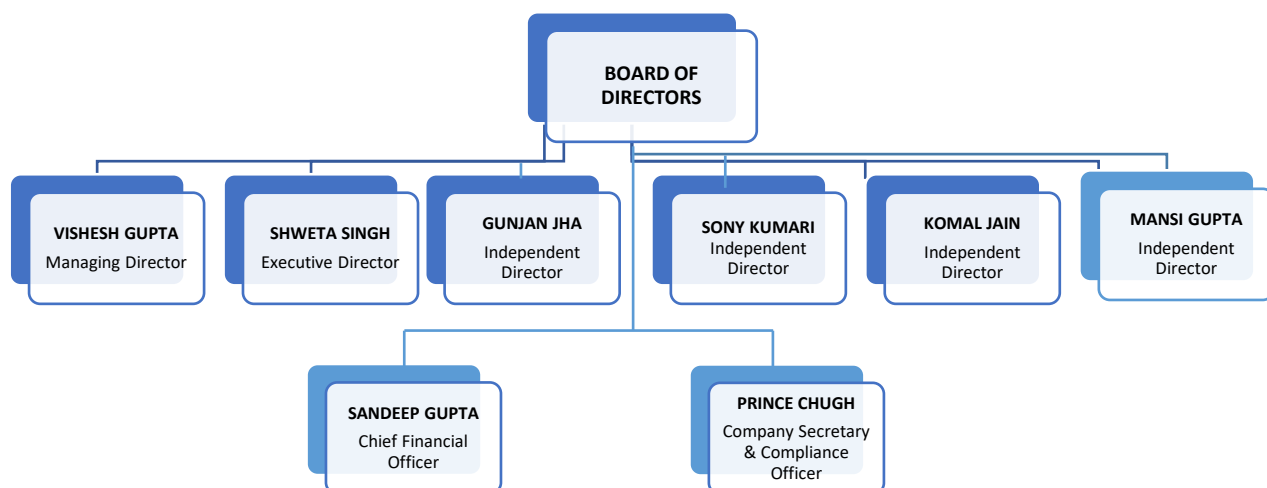 BOARD OF
DIRECTORS
VISHESH GUPTA
Managing Director
SHWETA SINGH
Executive Director
GUNJAN JHA
Independent
Director
SONY KUMARI
Independent
Director
KOMAL JAIN
Independent
Director
MANSI GUPTA
Independent
Director
SANDEEP GUPTA
Chief Financial
Officer
PRINCE CHUGH
Company Secretary
& Compliance
Officer